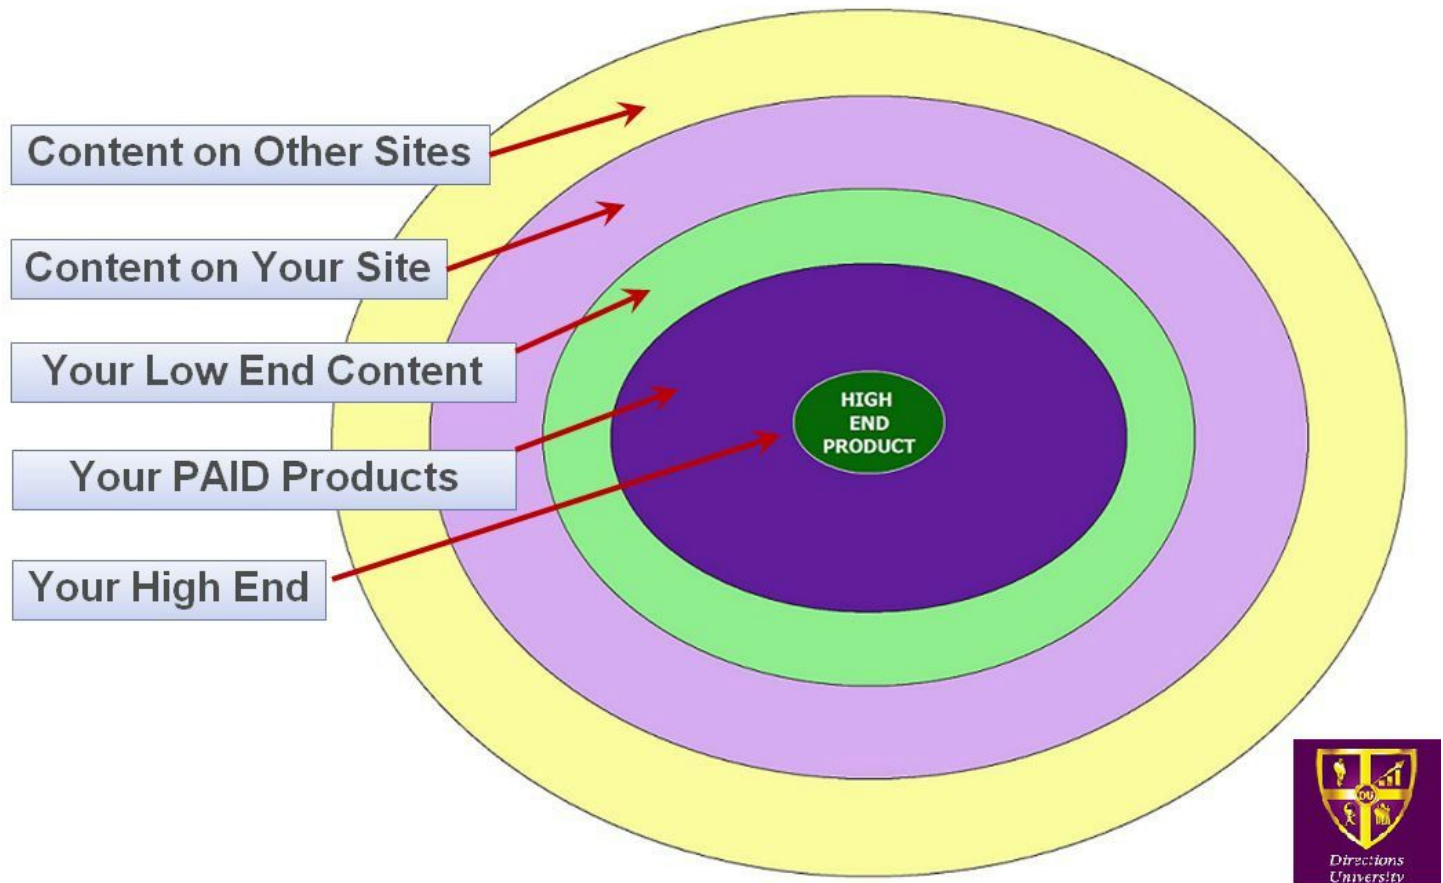 Content on Other Sites
Content on Your Site
Your Low End Content
Your PAID Products
Your High End
HIGH
END
PRODUCT
DU
Directions
University